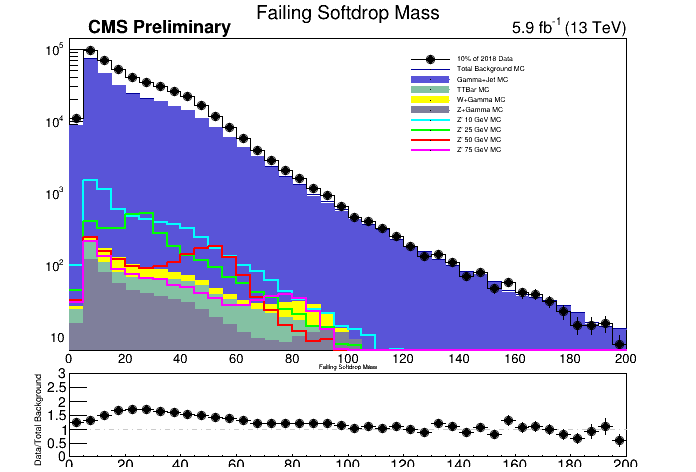 Failing Softdrop Mass
CMS Preliminary
5.9 fb⁻¹ (13 TeV)
10⁵
10⁴
10³
10²
10
10% of 2018 Data
Total Background MC
Gamma+Jet MC
TTBar MC
W+Gamma MC
Z+Gamma MC
Z' 10 GeV MC
Z' 25 GeV MC
Z' 50 GeV MC
Z' 75 GeV MC
0 20 40 60 80 100 120 140 160 180 200
Failing Softdrop Mass
Data/Total Background
3
2.5
2
1.5
1
0.5
0
0 20 40 60 80 100 120 140 160 180 200